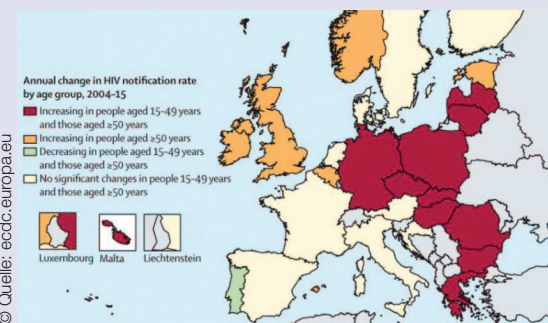 Annual change in HIV notification rate
by age group, 2004–15
Increasing in people aged 15–49 years
and those aged ≥50 years
Increasing in people aged ≥50 years
Decreasing in people aged 15–49 years
and those aged ≥50 years
No significant changes in people 15–49 years
and those aged ≥50 years
Luxembourg Malta Liechtenstein
© Quelle: ecdc.europa.eu